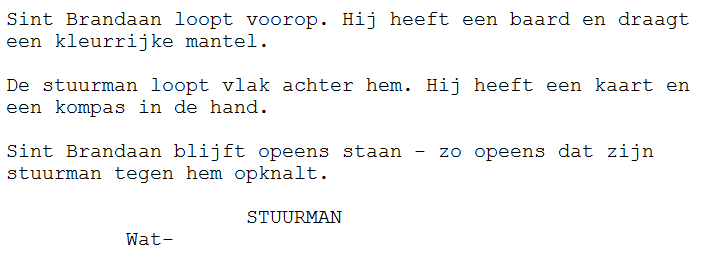 Sint Brandaan loopt voorop. Hij heeft een baard en draagt
een kleurrijke mantel.
De stuurman loopt vlak achter hem. Hij heeft een kaart en
een kompas in de hand.
Sint Brandaan blijft opeens staan – zo opeens dat zijn
stuurman tegen hem opknalt.
STUURMAN
Wat–